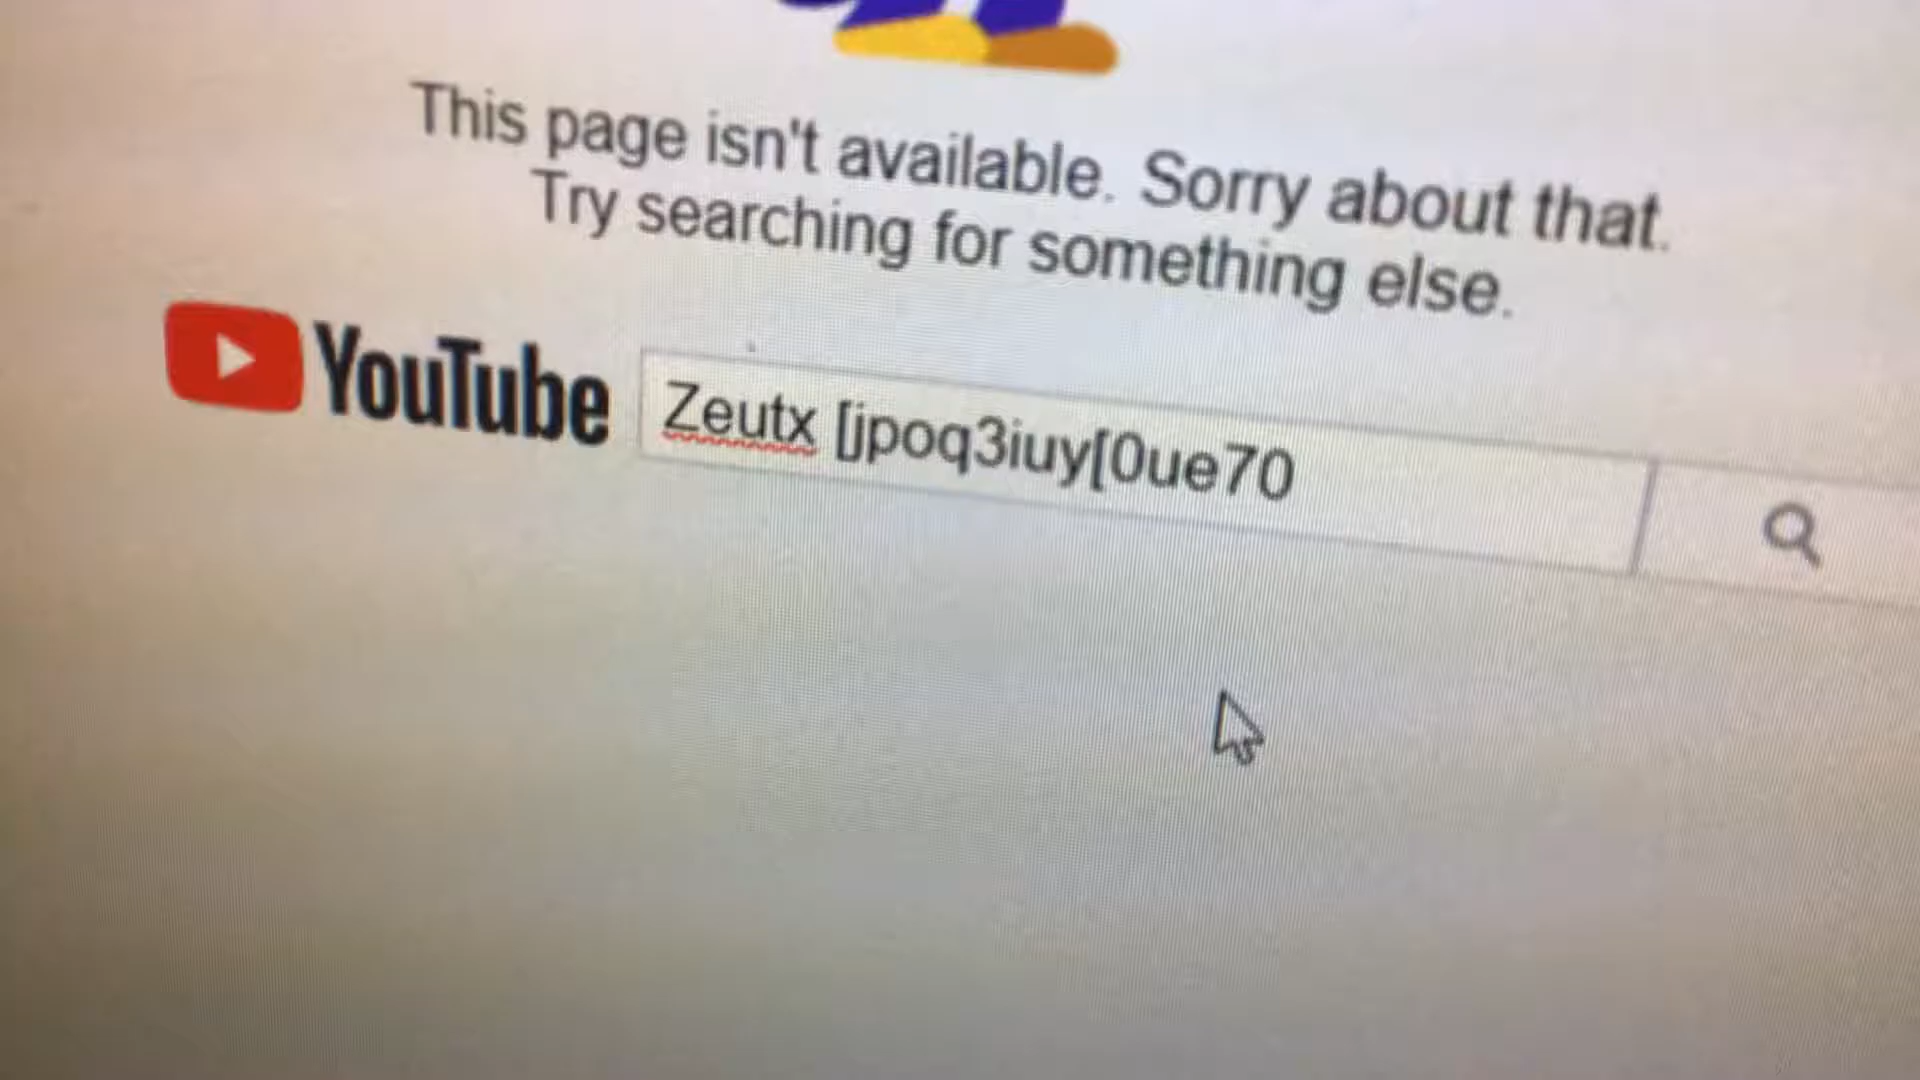 This page isn't available. Sorry about that.
Try searching for something else.
YouTube
Zeutx [jpoq3iuy[0ue70